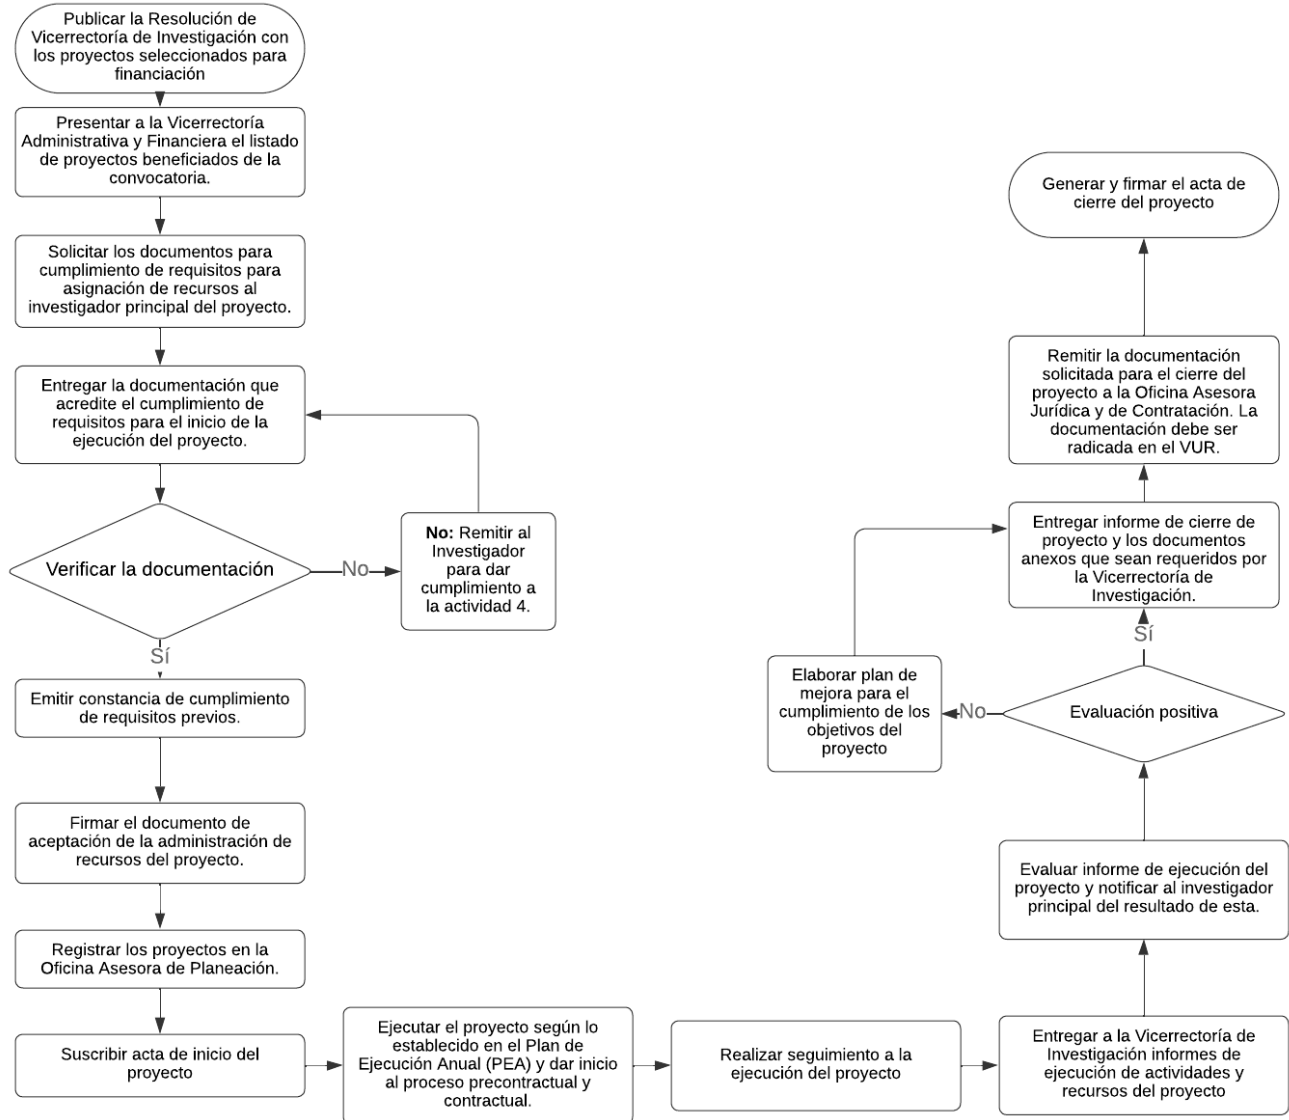 Publicar la Resolución de
Vicerrectoría de Investigación con
los proyectos seleccionados para
financiación
Presentar a la Vicerrectoría
Administrativa y Financiera el listado
de proyectos beneficiados de la
convocatoria.
Solicitar los documentos para
cumplimiento de requisitos para
asignación de recursos al
investigador principal del proyecto.
Entregar la documentación que
acredite el cumplimiento de
requisitos para el inicio de la
ejecución del proyecto.
Verificar la documentación
No
No: Remitir al
Investigador
para dar
cumplimiento a
la actividad 4.
Sí
Emitir constancia de cumplimiento
de requisitos previos.
Firmar el documento de
aceptación de la administración de
recursos del proyecto.
Registrar los proyectos en la
Oficina Asesora de Planeación.
Suscribir acta de inicio del
proyecto
Ejecutar el proyecto según lo
establecido en el Plan de
Ejecución Anual (PEA) y dar inicio
al proceso precontractual y
contractual.
Realizar seguimiento a la
ejecución del proyecto
Entregar a la Vicerrectoría de
Investigación informes de
ejecución de actividades y
recursos del proyecto
Evaluar informe de ejecución del
proyecto y notificar al investigador
principal del resultado de esta.
Evaluación positiva
No
Elaborar plan de
mejora para el
cumplimiento de los
objetivos del
proyecto
Sí
Entregar informe de cierre de
proyecto y los documentos
anexos que sean requeridos por
la Vicerrectoría de
Investigación.
Remitir la documentación
solicitada para el cierre del
proyecto a la Oficina Asesora
Jurídica y de Contratación. La
documentación debe ser
radicada en el VUR.
Generar y firmar el acta de
cierre del proyecto